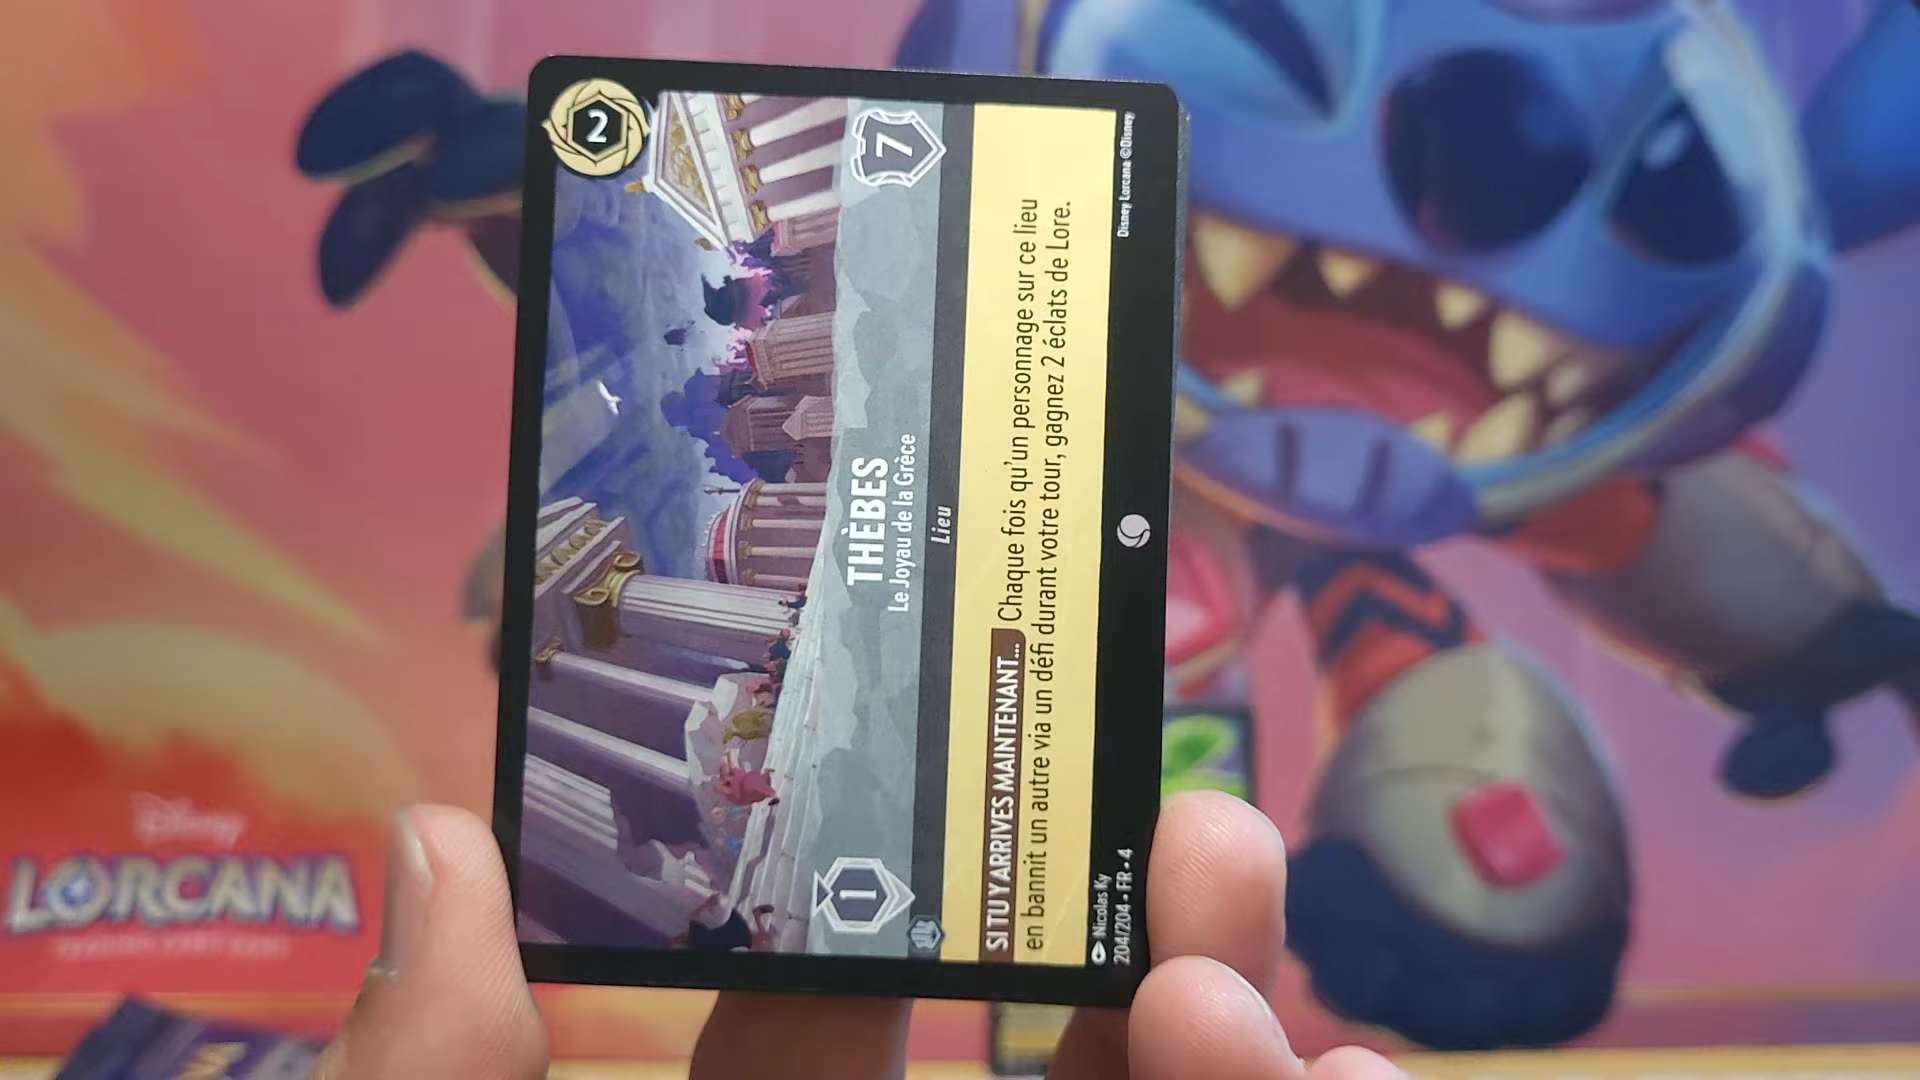 2
7
THÈBES
Le Joyau de la Grèce
1
Lieu
SI TU Y ARRIVES MAINTENANT... Chaque fois qu'un personnage sur ce lieu
en bannit un autre via un défi durant votre tour, gagnez 2 éclats de Lore.
Nicolas Ky
204/204 • FR • 4
Disney Lorcana ©Disney
Disney
LORCANA